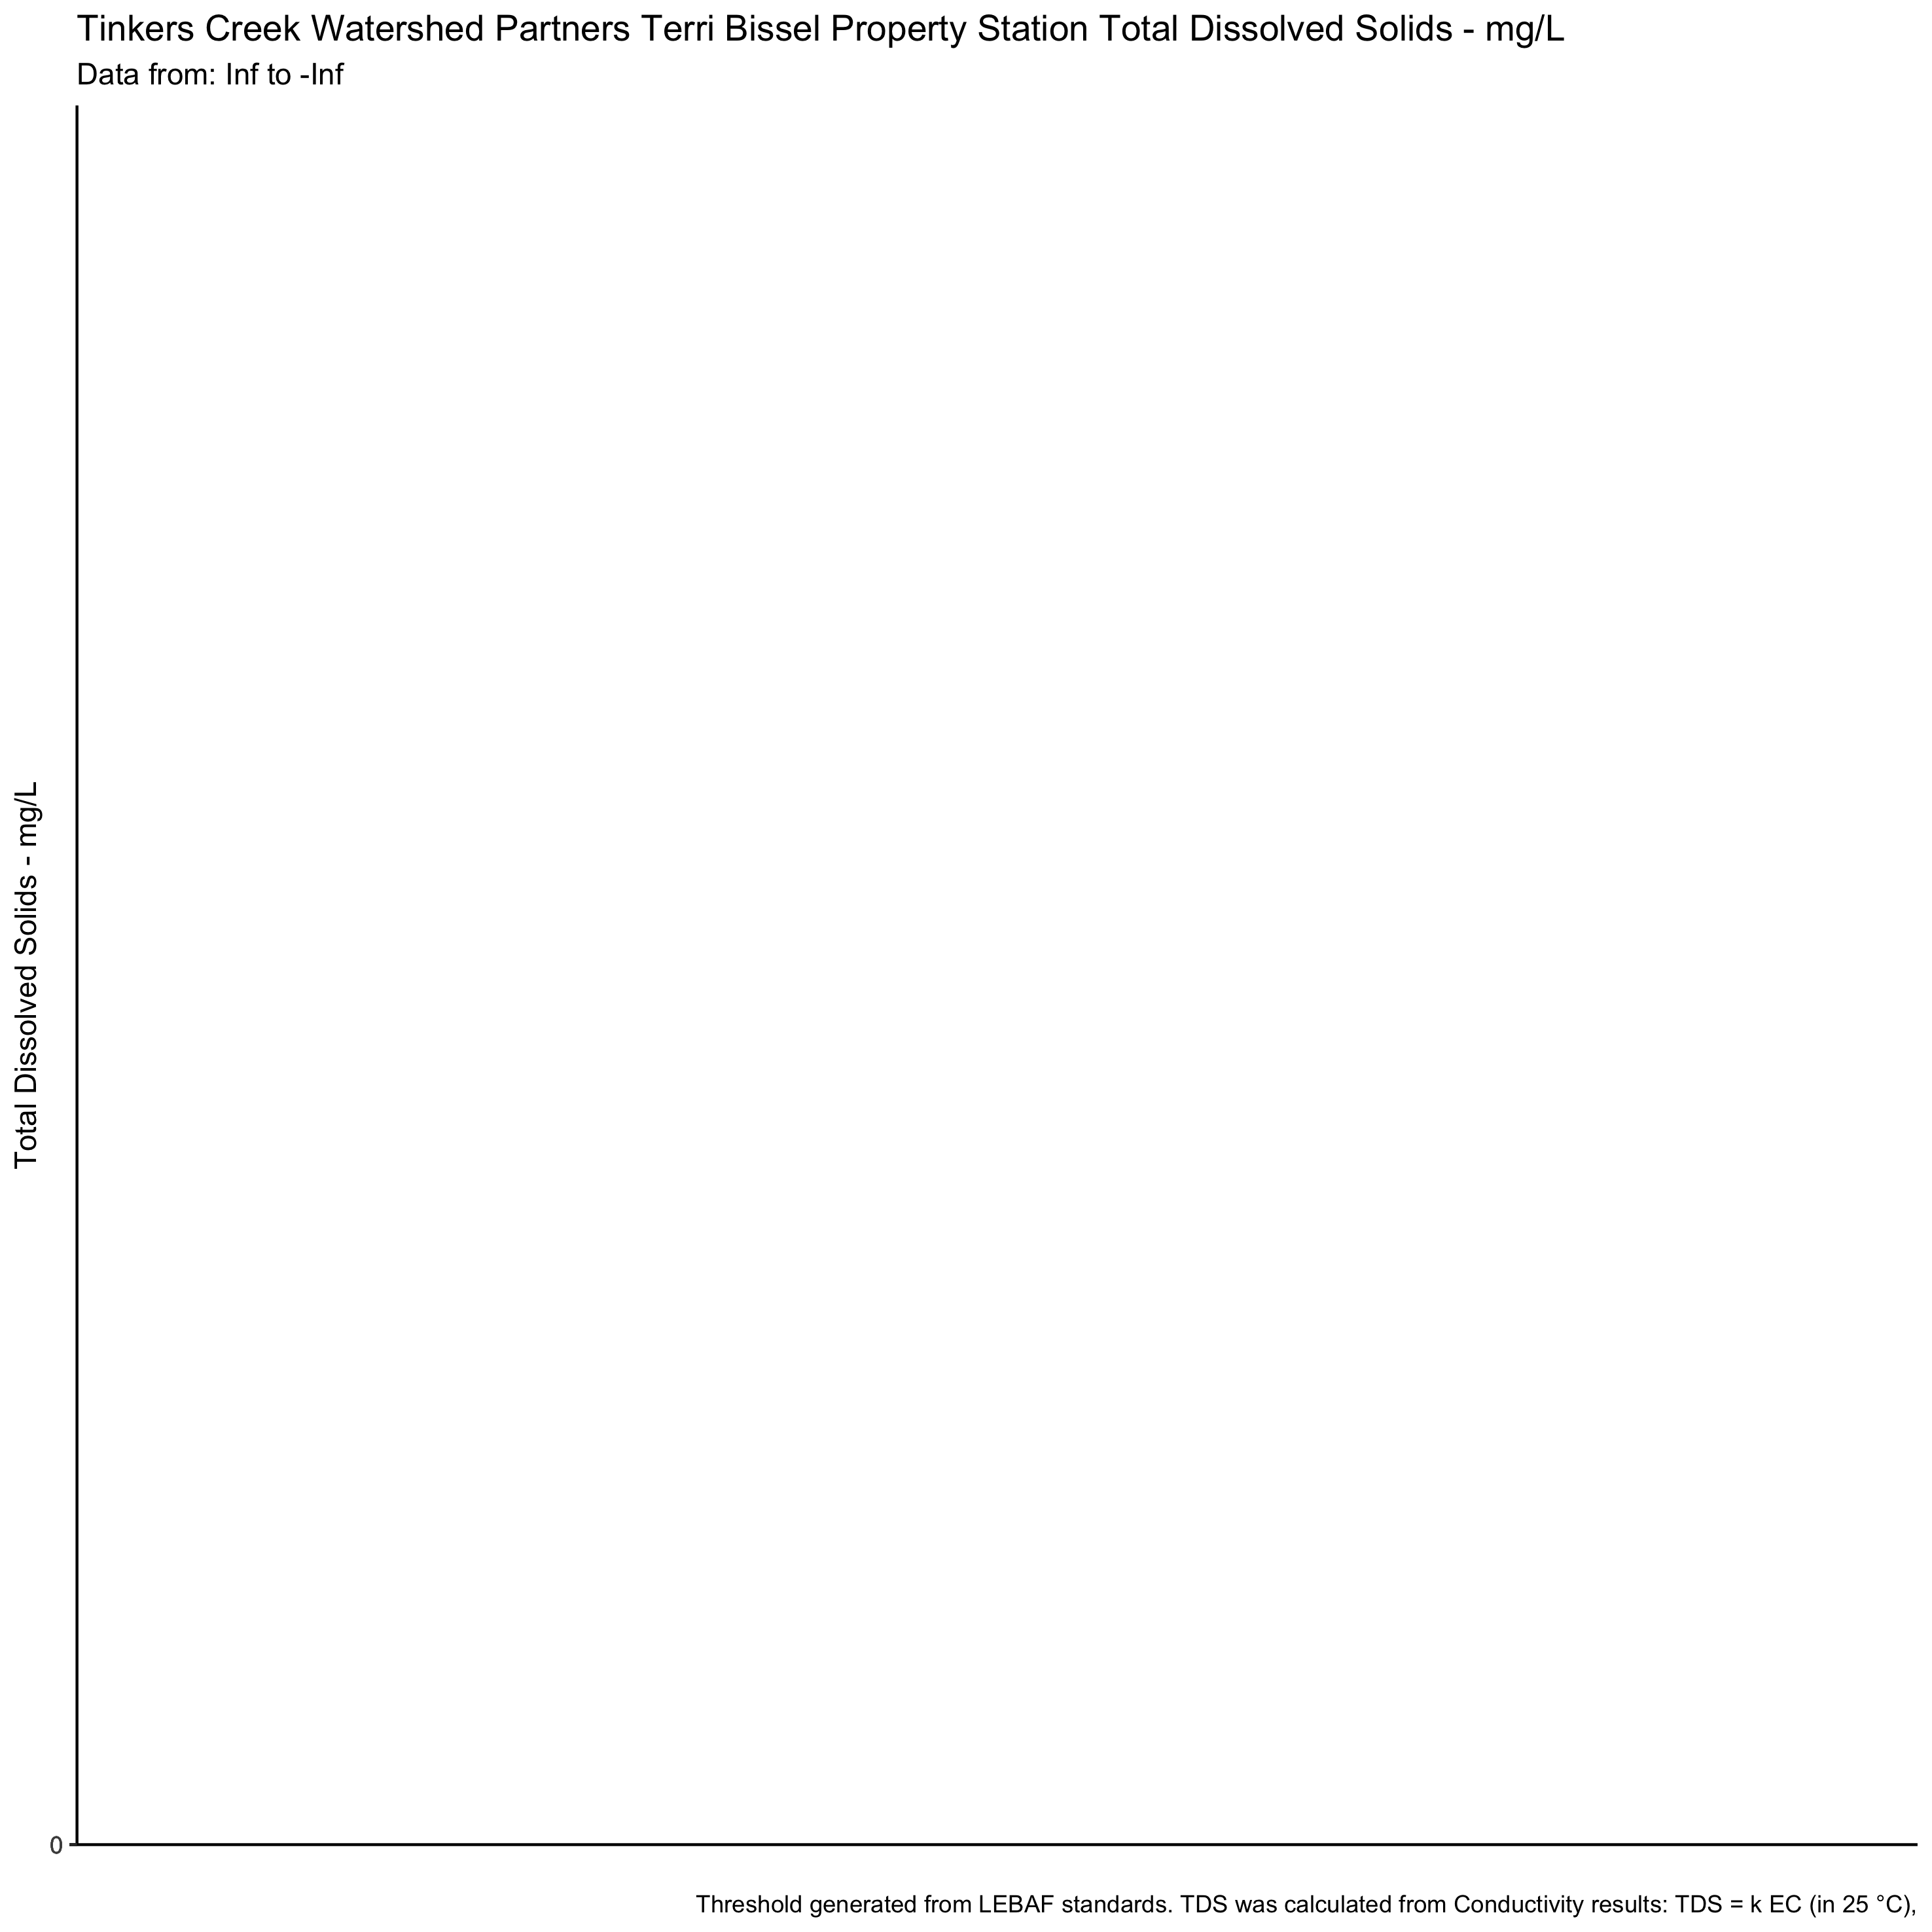 Tinkers Creek Watershed Partners Terri Bissel Property Station Total Dissolved Solids - mg/L
Data from: Inf to -Inf
Total Dissolved Solids - mg/L
0
Threshold generated from LEBAF standards. TDS was calculated from Conductivity results: TDS = k EC (in 25 °C),